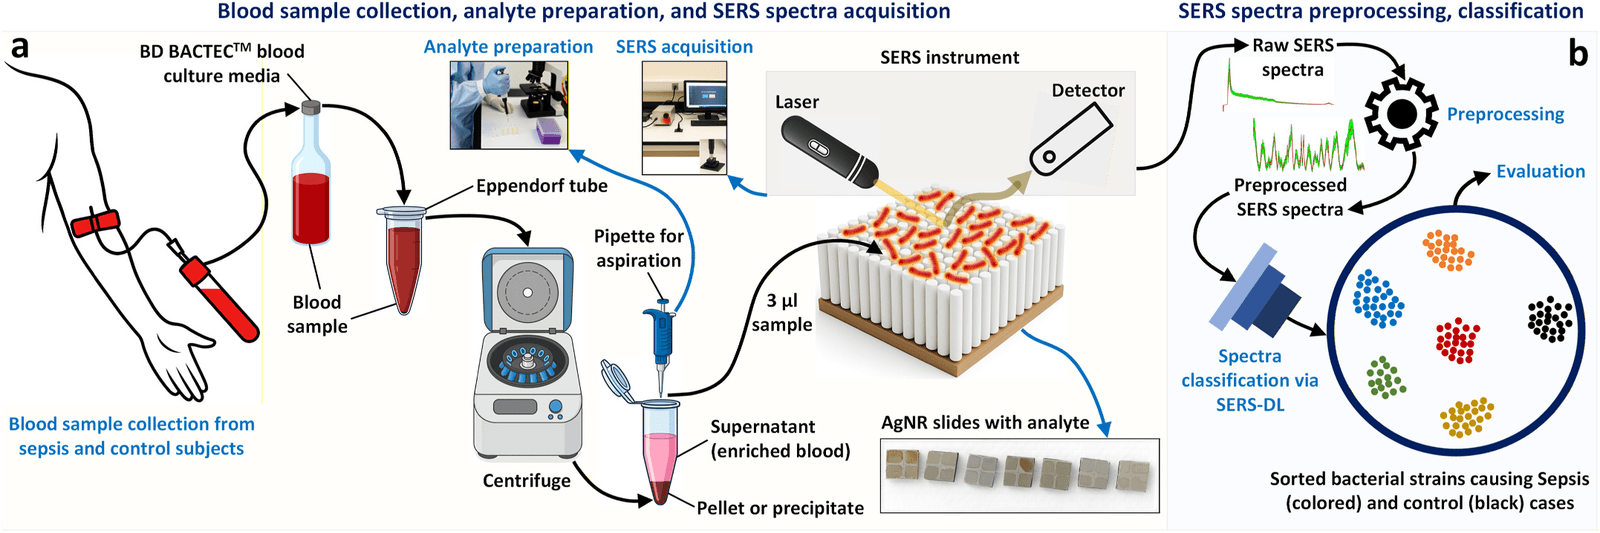 Blood sample collection, analyte preparation, and SERS spectra acquisition
SERS spectra preprocessing, classification
a
BD BACTEC™ blood
culture media
Analyte preparation
SERS acquisition
SERS instrument
Laser
Detector
Eppendorf tube
Pipette for
aspiration
Blood
sample
3 µl
sample
Blood sample collection from
sepsis and control subjects
Centrifuge
Supernatant
(enriched blood)
Pellet or precipitate
AgNR slides with analyte
b
Raw SERS
spectra
Preprocessing
Preprocessed
SERS spectra
Evaluation
Spectra
classification via
SERS-DL
Sorted bacterial strains causing Sepsis
(colored) and control (black) cases